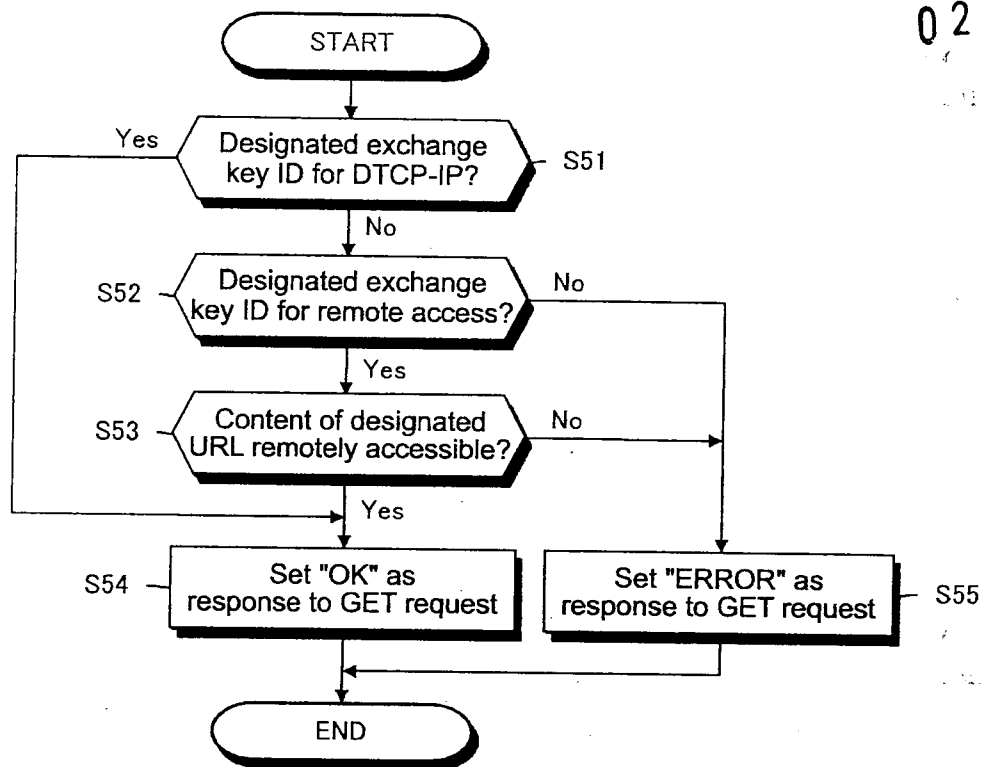 02
START
Yes
Designated exchange
key ID for DTCP-IP?
S51
No
S52
Designated exchange
key ID for remote access?
No
Yes
S53
Content of designated
URL remotely accessible?
No
Yes
S54
Set "OK" as
response to GET request
Set "ERROR" as
response to GET request
S55
END